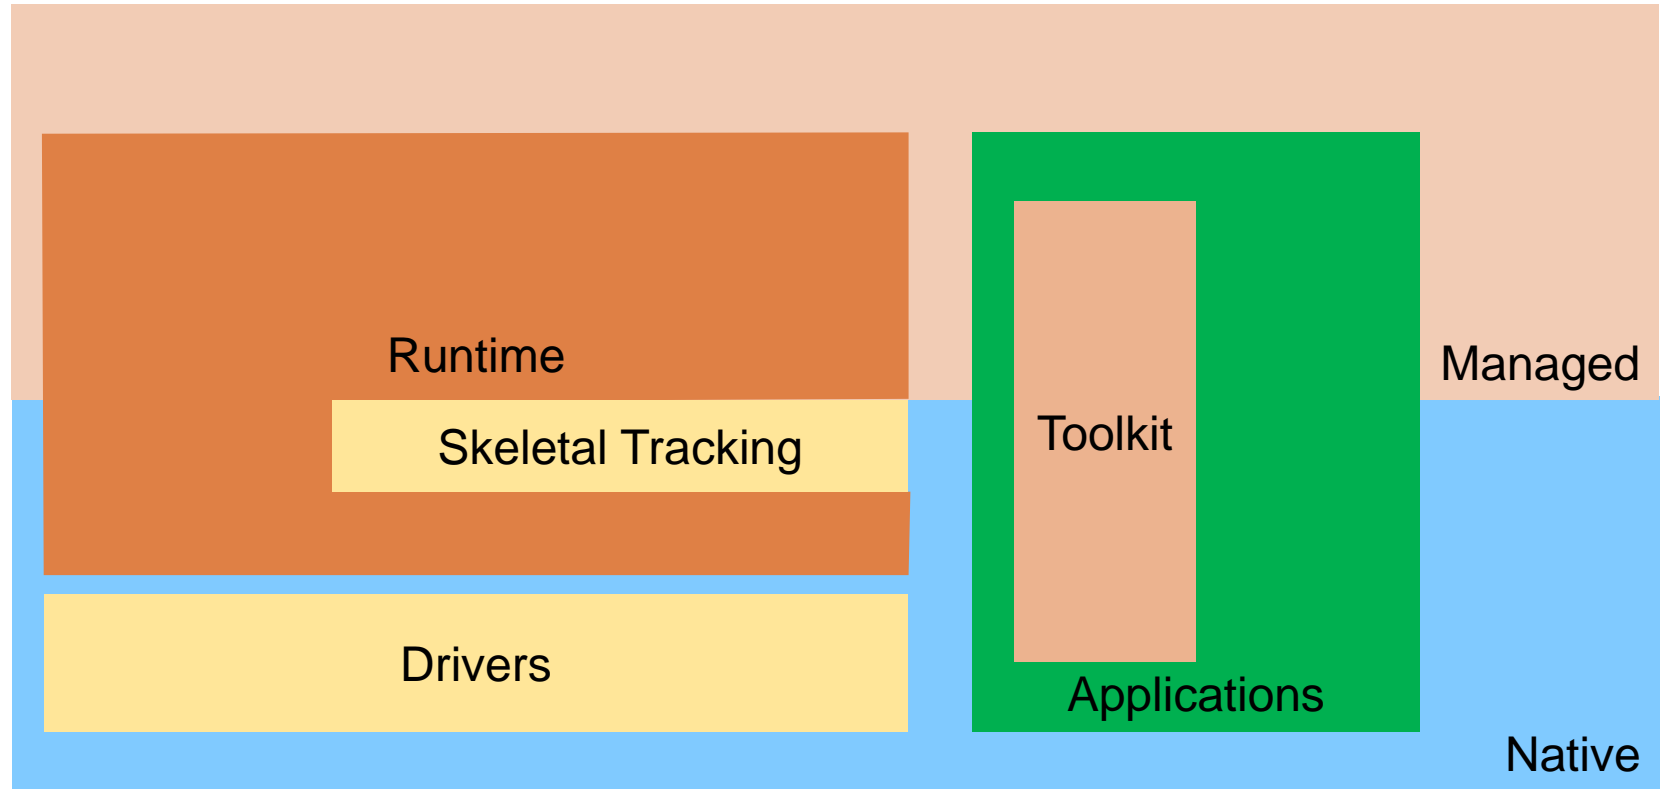 Runtime
Managed
Skeletal Tracking
Toolkit
Drivers
Applications
Native